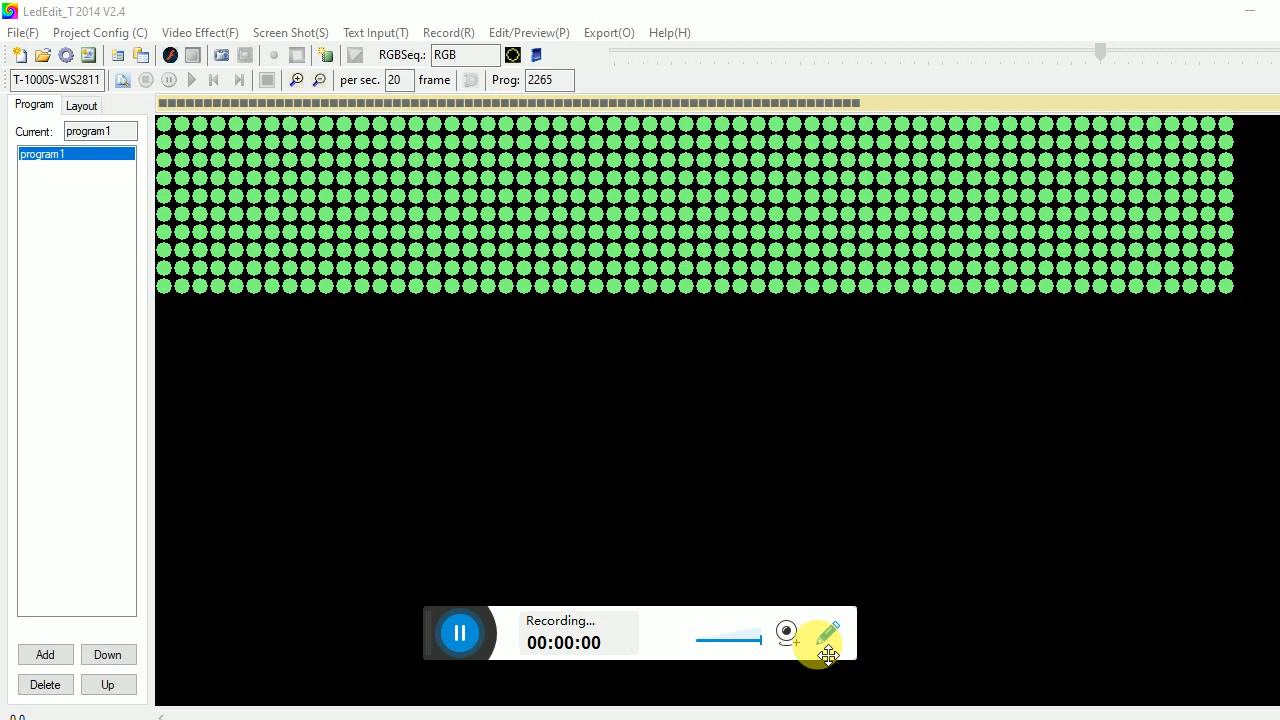 LedEdit_T 2014 V2.4
File(F) Project Config (C) Video Effect(F) Screen Shot(S) Text Input(T) Record(R) Edit/Preview(P) Export(O) Help(H)
RGBSeq.: RGB
T-1000S-WS2811 per sec. 20 frame Prog: 2265
Program Layout
Current: program1
program1
Recording...
00:00:00
Add Down
Delete Up
0.0